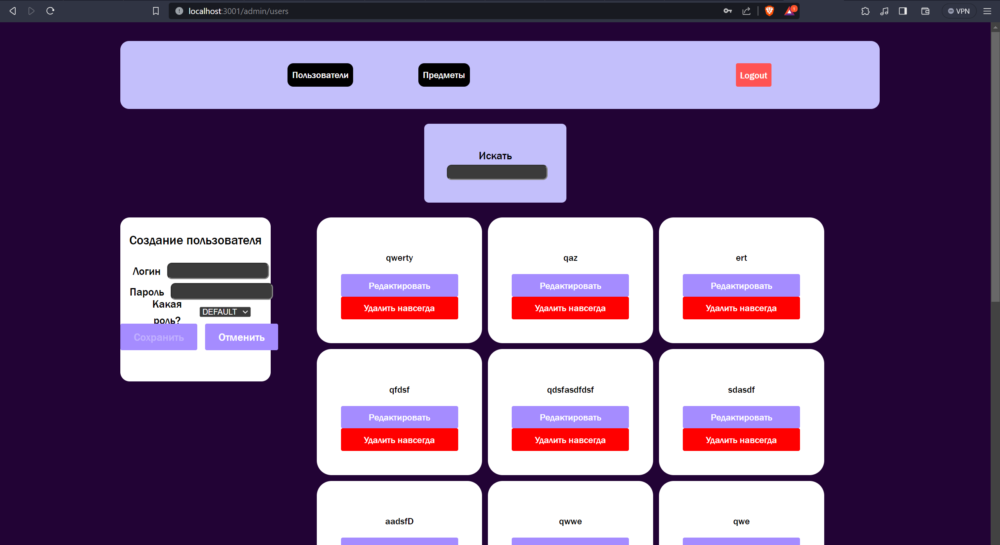 localhost:3001/admin/users
1
VPN
Пользователи
Предметы
Logout
Искать
Создание пользователя
Логин
Пароль
Какая
роль?
DEFAULT
Сохранить
Отменить
qwerty
Редактировать
Удалить навсегда
qaz
Редактировать
Удалить навсегда
ert
Редактировать
Удалить навсегда
qfdsf
Редактировать
Удалить навсегда
qdsfasdfdsf
Редактировать
Удалить навсегда
sdasdf
Редактировать
Удалить навсегда
aadsfD
qwwe
qwe